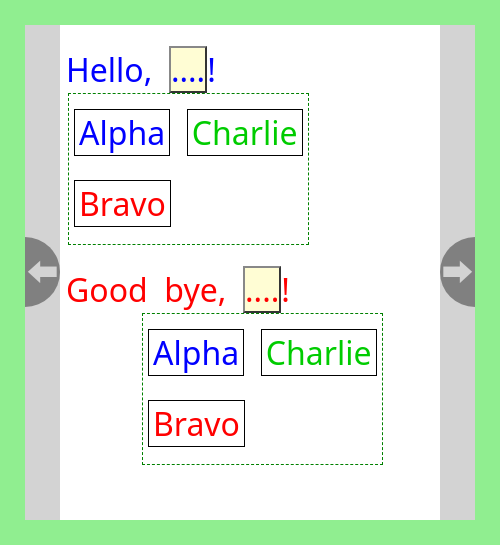 Hello, ....!
Alpha Charlie
Bravo
Good bye, ....!
Alpha Charlie
Bravo